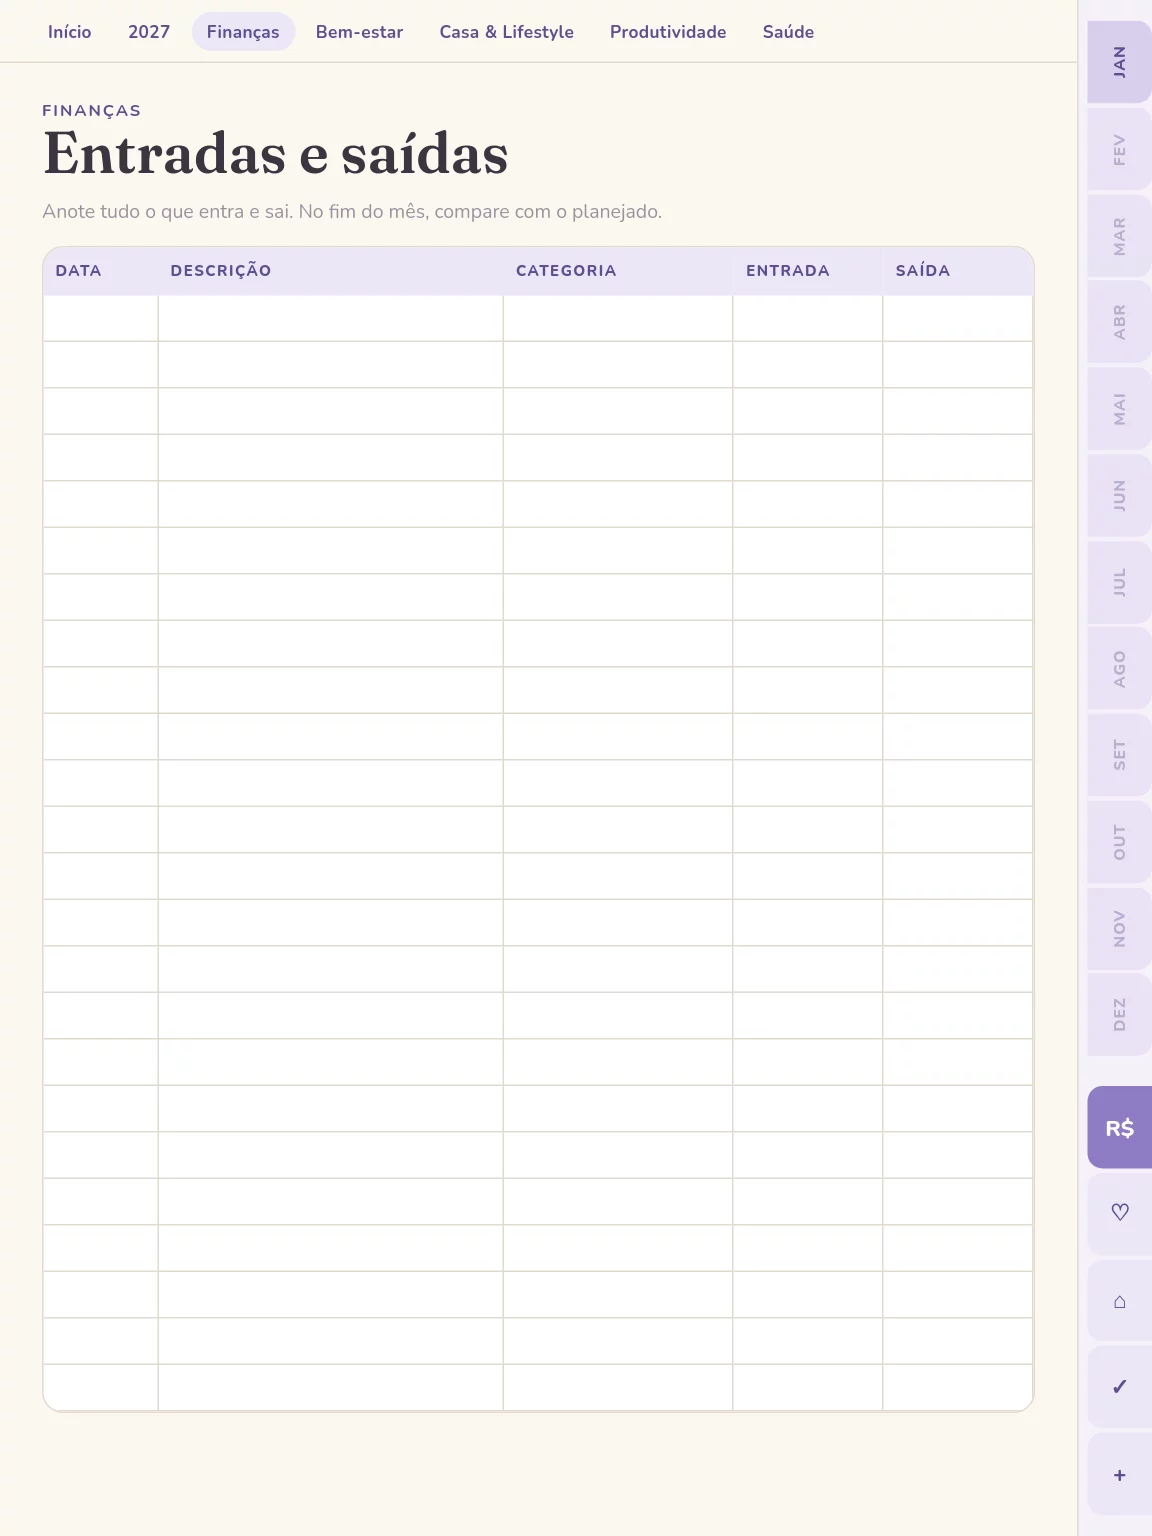 Início 2027 Finanças Bem-estar Casa & Lifestyle Produtividade Saúde
FINANÇAS
Entradas e saídas
Anote tudo o que entra e sai. No fim do mês, compare com o planejado.
DATA DESCRIÇÃO CATEGORIA ENTRADA SAÍDA
JAN
FEV
MAR
ABR
MAI
JUN
JUL
AGO
SET
OUT
NOV
DEZ
R$
♡
⌂
✓
+